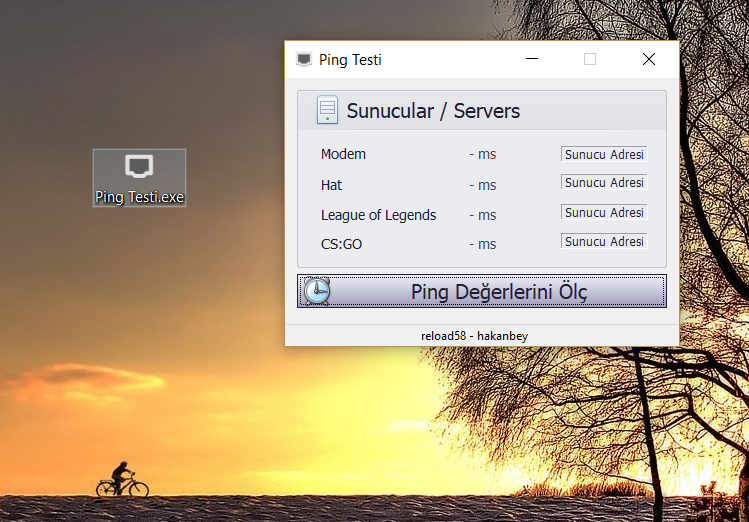 Ping Testi
Sunucular / Servers
Modem - ms Sunucu Adresi
Hat - ms Sunucu Adresi
League of Legends - ms Sunucu Adresi
CS:GO - ms Sunucu Adresi
Ping Değerlerini Ölç
reload58 - hakanbey
Ping Testi.exe